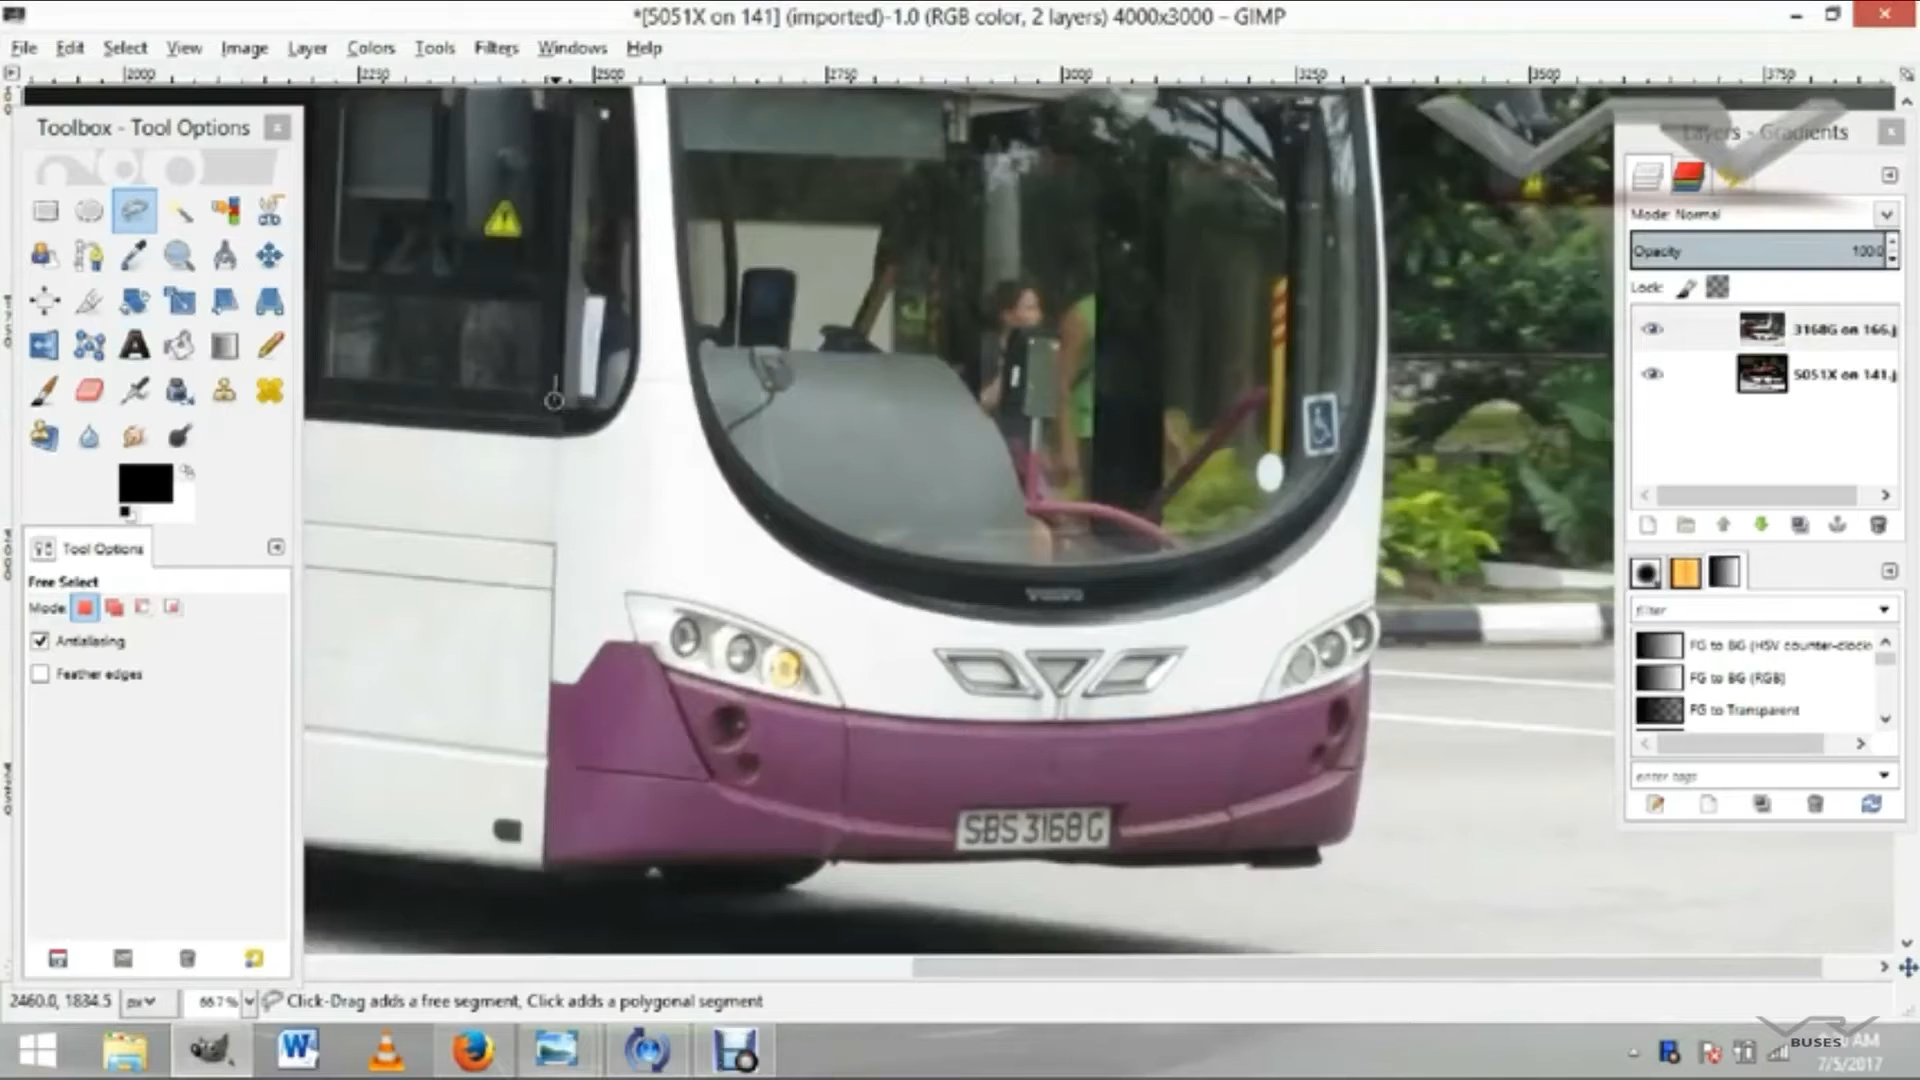 *[5051X on 141] (imported)-1.0 (RGB color, 2 layers) 4000x3000 – GIMP
File Edit Select View Image Layer Colors Tools Filters Windows Help
2000 2250 2500 2750 3000 3250 3500 3750
Toolbox - Tool Options
Layers - Gradients
Mode: Normal
Opacity 100.0
Lock:
3168G on 166.j
5051X on 141.j
Tool Options
Free Select
Mode:
Antialiasing
Feather edges
filter
FG to BG (HSV counter-clockw
FG to BG (RGB)
FG to Transparent
enter tags
VOLVO
SBS 3168 G
2460.0, 1834.5 px 66.7% Click-Drag adds a free segment, Click adds a polygonal segment
BUSES
AM
7/5/2017